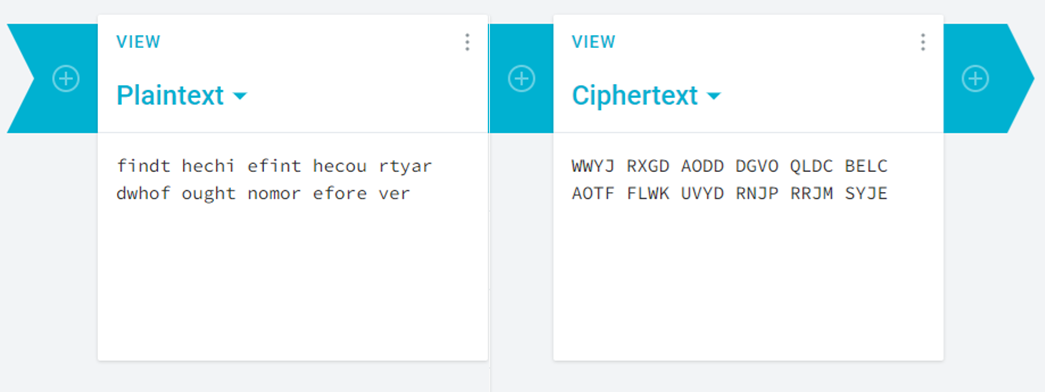 VIEW
Plaintext
findt hechi efint hecou rtyar
dwhof ought nomor efore ver
VIEW
Ciphertext
WWYJ RXGD AODD DGVO QLDC BELC
AOTF FLWK UVYD RNJP RRJM SYJE